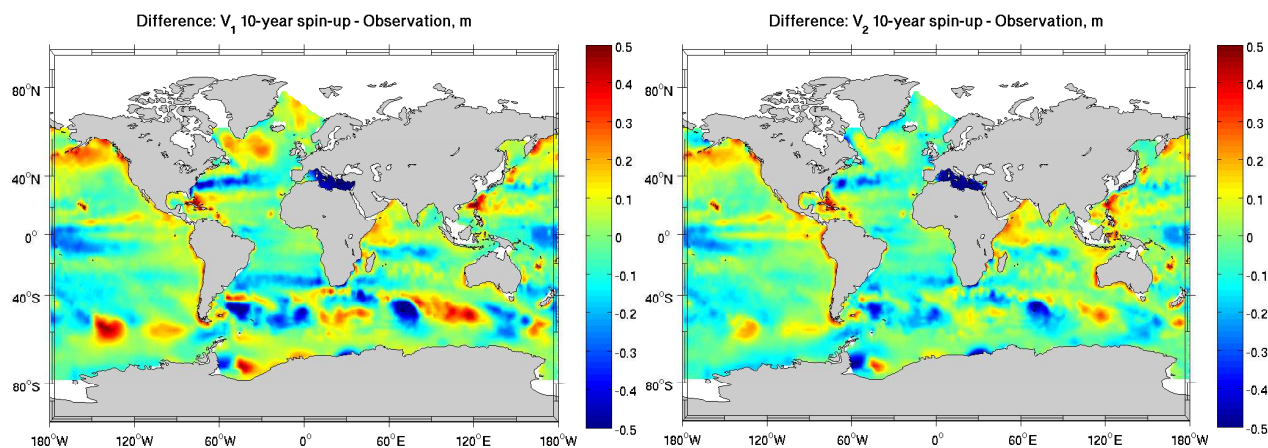 Difference: V1 10-year spin-up - Observation, m
80°N
40°N
0°
40°S
80°S
180°W 120°W 60°W 0° 60°E 120°E 180°W
0.5
0.4
0.3
0.2
0.1
0
-0.1
-0.2
-0.3
-0.4
-0.5
Difference: V2 10-year spin-up - Observation, m
80°N
40°N
0°
40°S
80°S
180°W 120°W 60°W 0° 60°E 120°E 180°W
0.5
0.4
0.3
0.2
0.1
0
-0.1
-0.2
-0.3
-0.4
-0.5